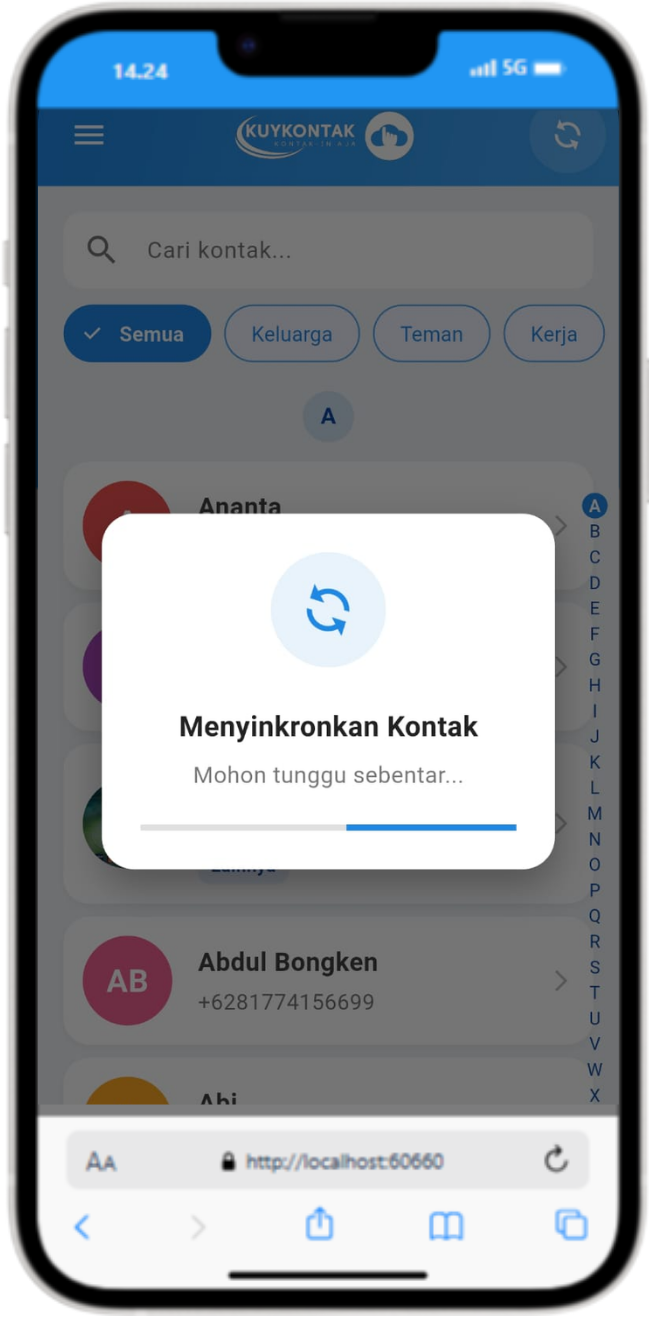 14.24
5G
KUYKONTAK
KONTAK-IN AJA
Cari kontak...
Semua
Keluarga
Teman
Kerja
A
Ananta
A
B
C
D
E
F
G
H
I
J
K
L
M
N
O
P
Q
R
S
T
U
V
W
X
Menyinkronkan Kontak
Mohon tunggu sebentar...
AB
Abdul Bongken
+6281774156699
Abi
AA
http://localhost:60660